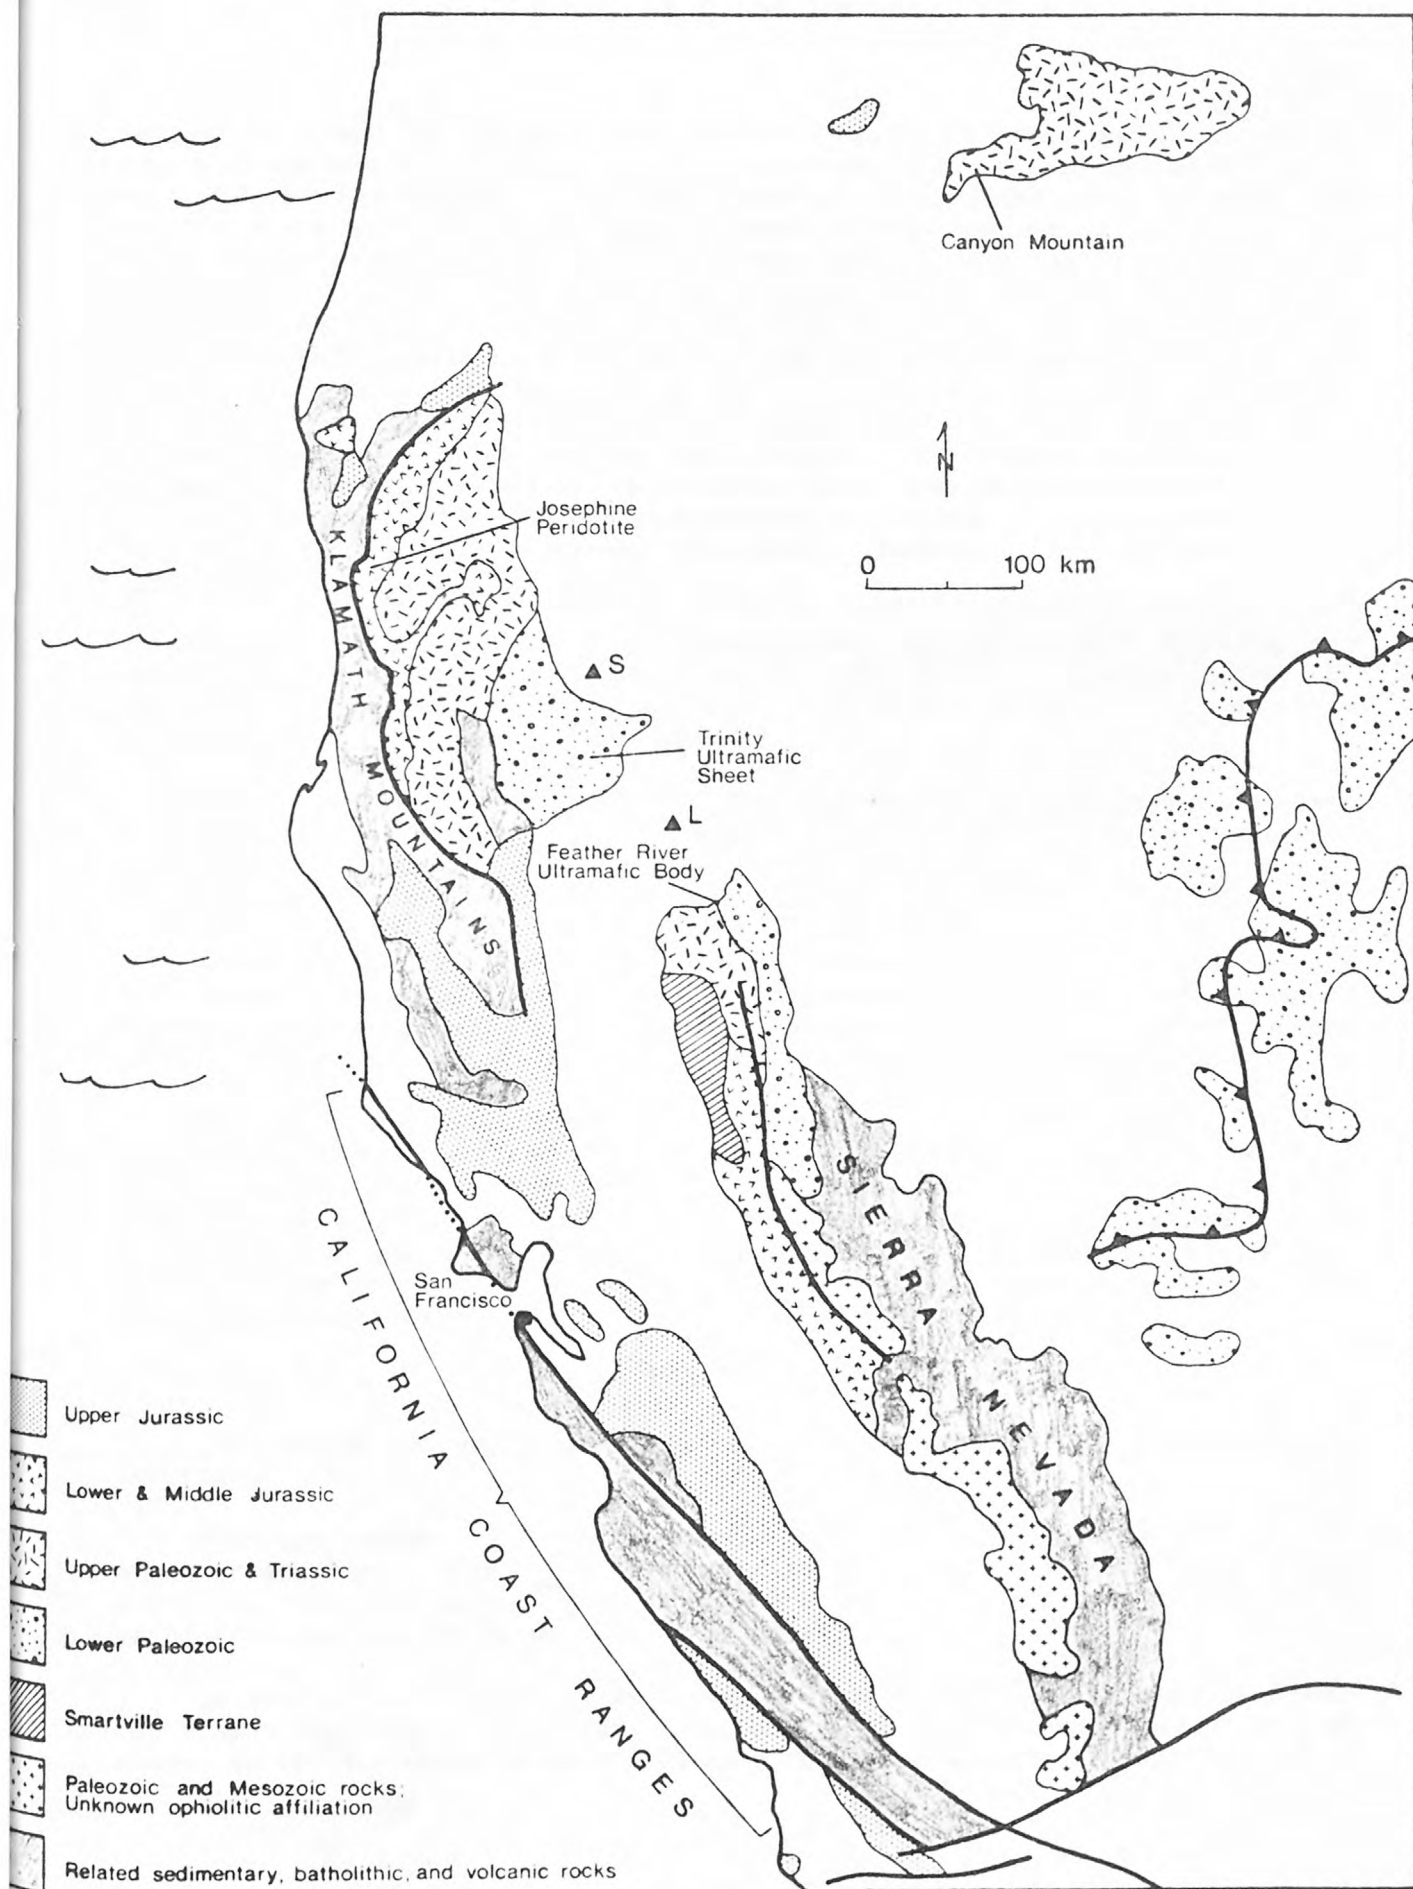 Canyon Mountain
N
0 100 km
Josephine
Peridotite
KLAMATH MOUNTAINS
S
Trinity
Ultramafic
Sheet
L
Feather River
Ultramafic Body
SIERRA NEVADA
San
Francisco
CALIFORNIA COAST RANGES
Upper Jurassic
Lower & Middle Jurassic
Upper Paleozoic & Triassic
Lower Paleozoic
Smartville Terrane
Paleozoic and Mesozoic rocks;
Unknown ophiolitic affiliation
Related sedimentary, batholithic, and volcanic rocks